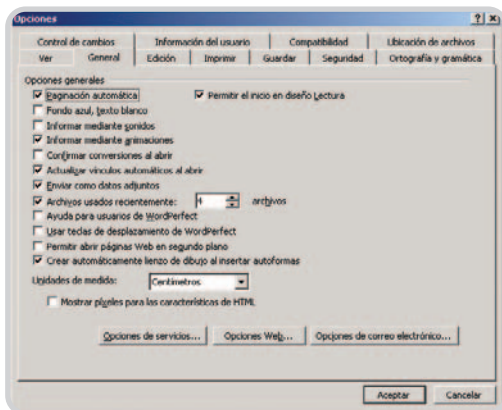 Opciones
Control de cambios Información del usuario Compatibilidad Ubicación de archivos
Ver General Edición Imprimir Guardar Seguridad Ortografía y gramática
Opciones generales
Paginación automática Permitir el inicio en diseño Lectura
Fondo azul, texto blanco
Informar mediante sonidos
Informar mediante animaciones
Confirmar conversiones al abrir
Actualizar vínculos automáticos al abrir
Enviar como datos adjuntos
Archivos usados recientemente: 4 archivos
Ayuda para usuarios de WordPerfect
Usar teclas de desplazamiento de WordPerfect
Permitir abrir páginas Web en segundo plano
Crear automáticamente lienzo de dibujo al insertar autoformas
Unidades de medida: Centímetros
Mostrar píxeles para las características de HTML
Opciones de servicios... Opciones Web... Opciones de correo electrónico...
Aceptar Cancelar